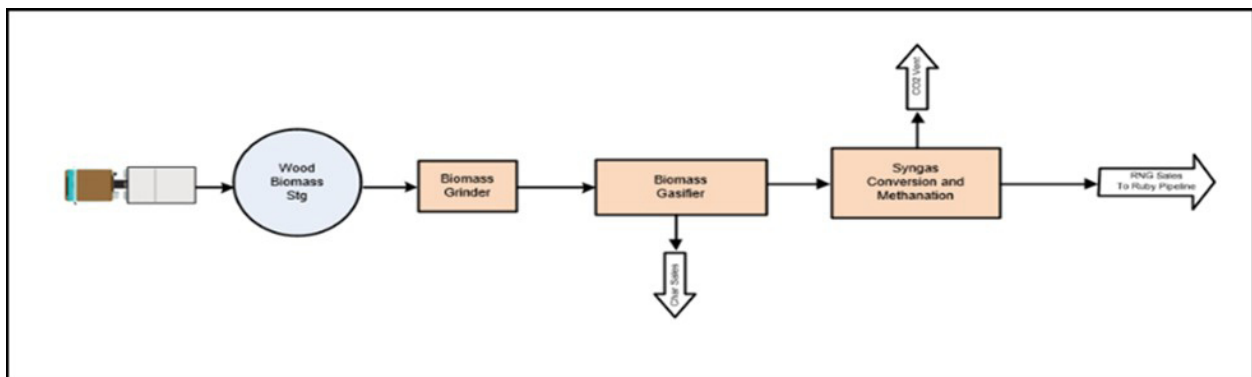 Wood
Biomass
Stg
Biomass
Grinder
Biomass
Gasifier
Char Sales
Syngas
Conversion and
Methanation
CO2 Vent
RNG Sales
To Ruby Pipeline